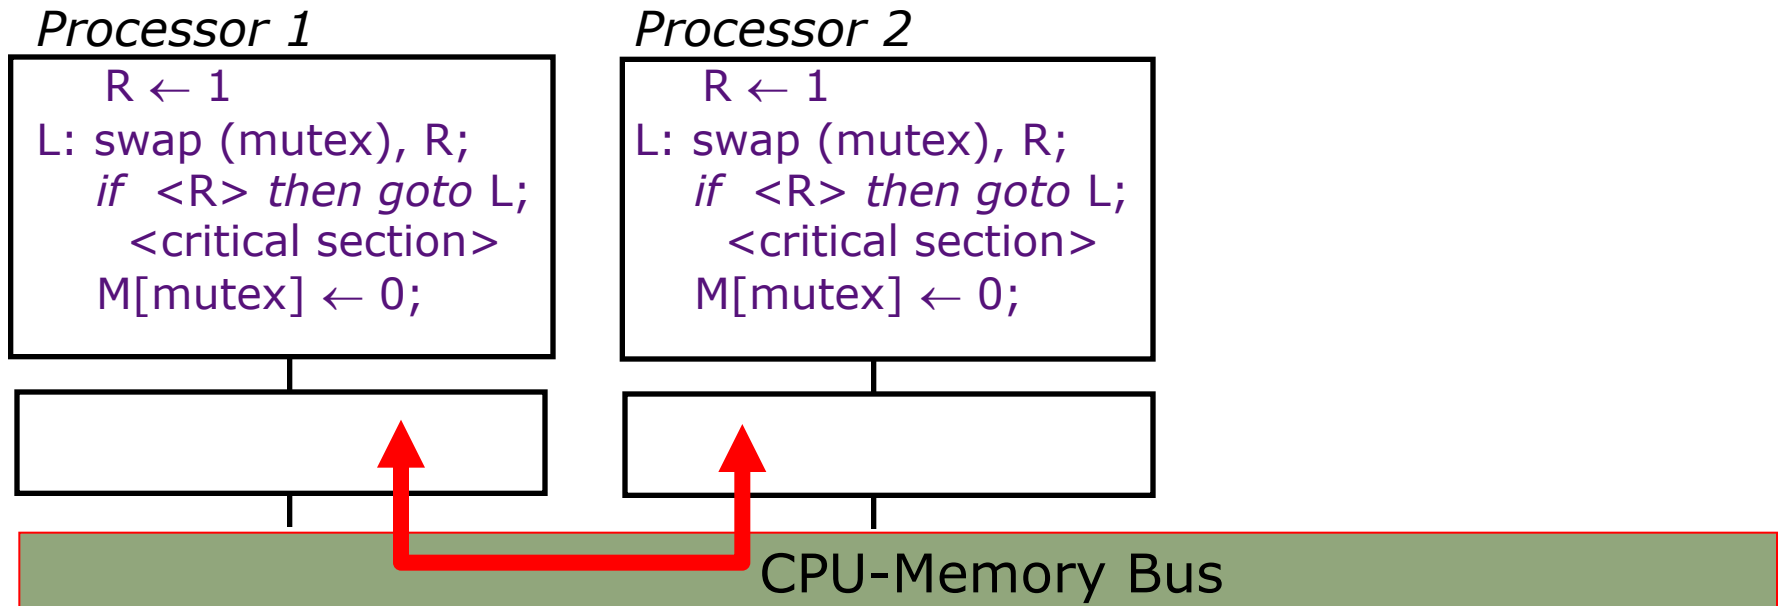 Processor 1
R ← 1
L: swap (mutex), R;
if <R> then goto L;
<critical section>
M[mutex] ← 0;
Processor 2
R ← 1
L: swap (mutex), R;
if <R> then goto L;
<critical section>
M[mutex] ← 0;
CPU-Memory Bus